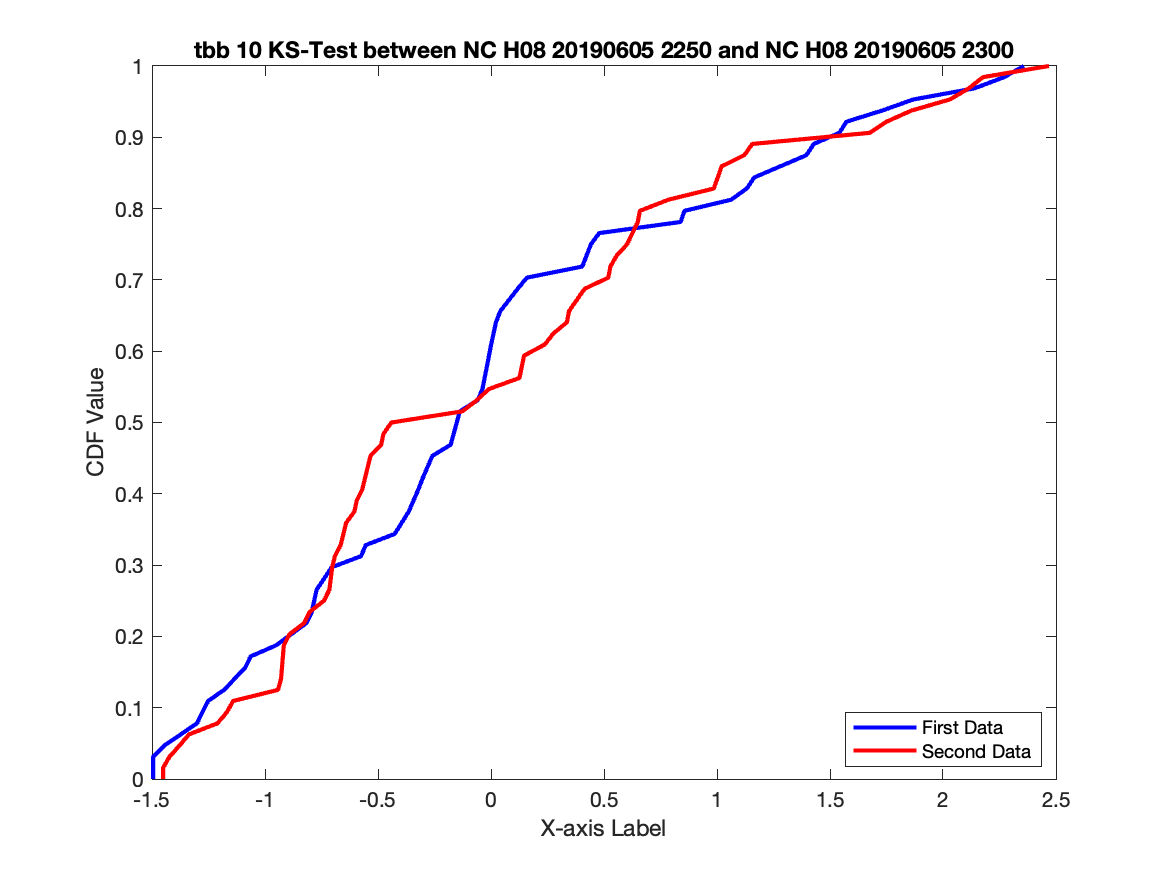 tbb 10 KS-Test between NC H08 20190605 2250 and NC H08 20190605 2300
1
0.9
0.8
0.7
0.6
0.5
0.4
0.3
0.2
0.1
0
CDF Value
-1.5 -1 -0.5 0 0.5 1 1.5 2 2.5
X-axis Label
First Data
Second Data